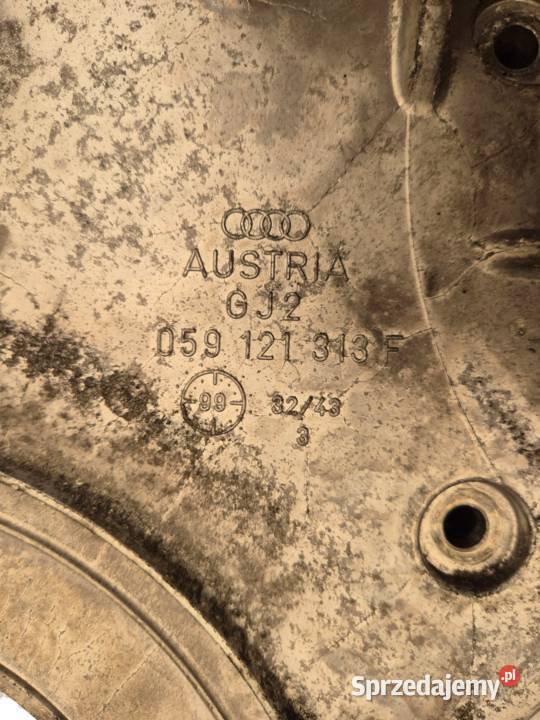 AUSTRIA
GJ2
059 121 313 F
99 32/43
3
Sprzedajemy.pl